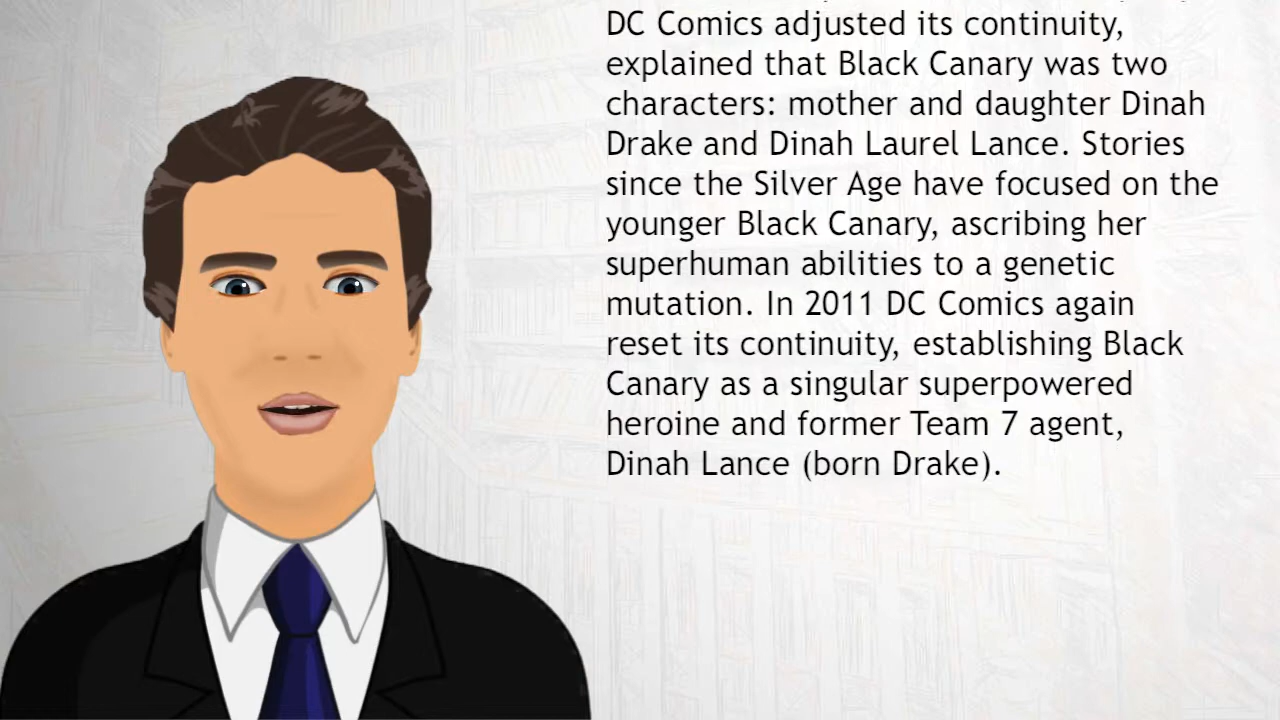 DC Comics adjusted its continuity,
explained that Black Canary was two
characters: mother and daughter Dinah
Drake and Dinah Laurel Lance. Stories
since the Silver Age have focused on the
younger Black Canary, ascribing her
superhuman abilities to a genetic
mutation. In 2011 DC Comics again
reset its continuity, establishing Black
Canary as a singular superpowered
heroine and former Team 7 agent,
Dinah Lance (born Drake).